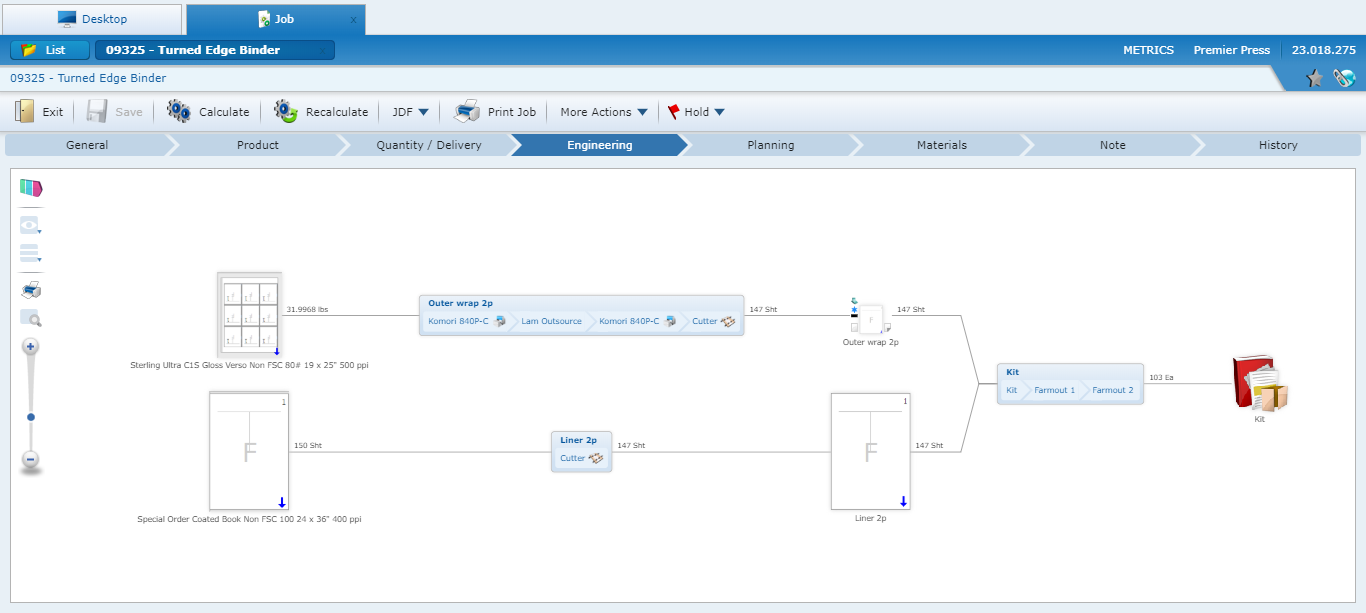 Desktop
Job x
List
09325 - Turned Edge Binder x
METRICS Premier Press 23.018.275
09325 - Turned Edge Binder
Exit Save Calculate Recalculate JDF Print Job More Actions Hold
General Product Quantity / Delivery Engineering Planning Materials Note History
31.9968 lbs
Sterling Ultra C1S Gloss Verso Non FSC 80# 19 x 25" 500 ppi
Outer wrap 2p
Komori 840P-C Lam Outsource Komori 840P-C Cutter
147 Sht
F
147 Sht
Outer wrap 2p
1
F
150 Sht
Special Order Coated Book Non FSC 100 24 x 36" 400 ppi
Liner 2p
Cutter
147 Sht
1
F
147 Sht
Liner 2p
Kit
Kit Farmout 1 Farmout 2
103 Ea
Kit